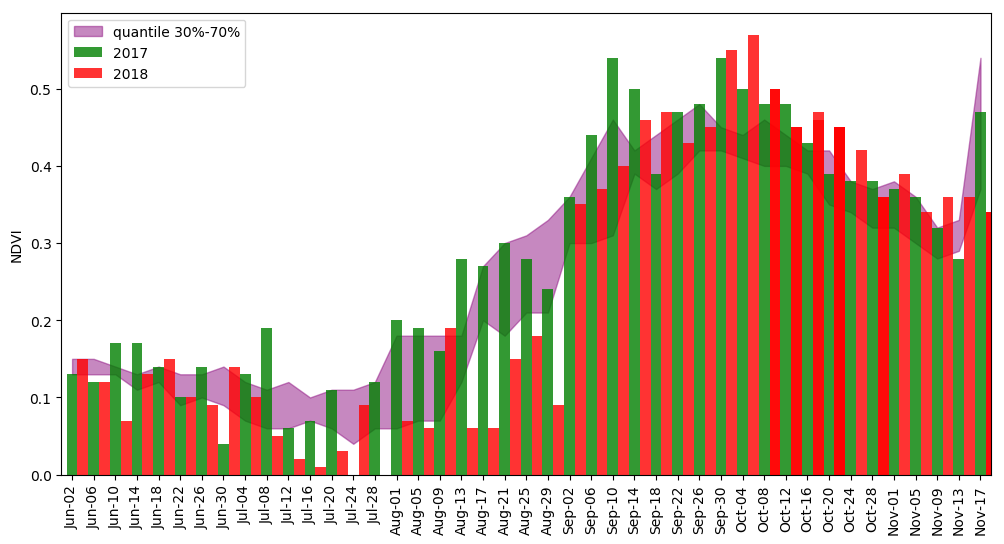 quantile 30%-70%
2017
2018
NDVI
0.5
0.4
0.3
0.2
0.1
0.0
Jun-02
Jun-06
Jun-10
Jun-14
Jun-18
Jun-22
Jun-26
Jun-30
Jul-04
Jul-08
Jul-12
Jul-16
Jul-20
Jul-24
Jul-28
Aug-01
Aug-05
Aug-09
Aug-13
Aug-17
Aug-21
Aug-25
Aug-29
Sep-02
Sep-06
Sep-10
Sep-14
Sep-18
Sep-22
Sep-26
Sep-30
Oct-04
Oct-08
Oct-12
Oct-16
Oct-20
Oct-24
Oct-28
Nov-01
Nov-05
Nov-09
Nov-13
Nov-17